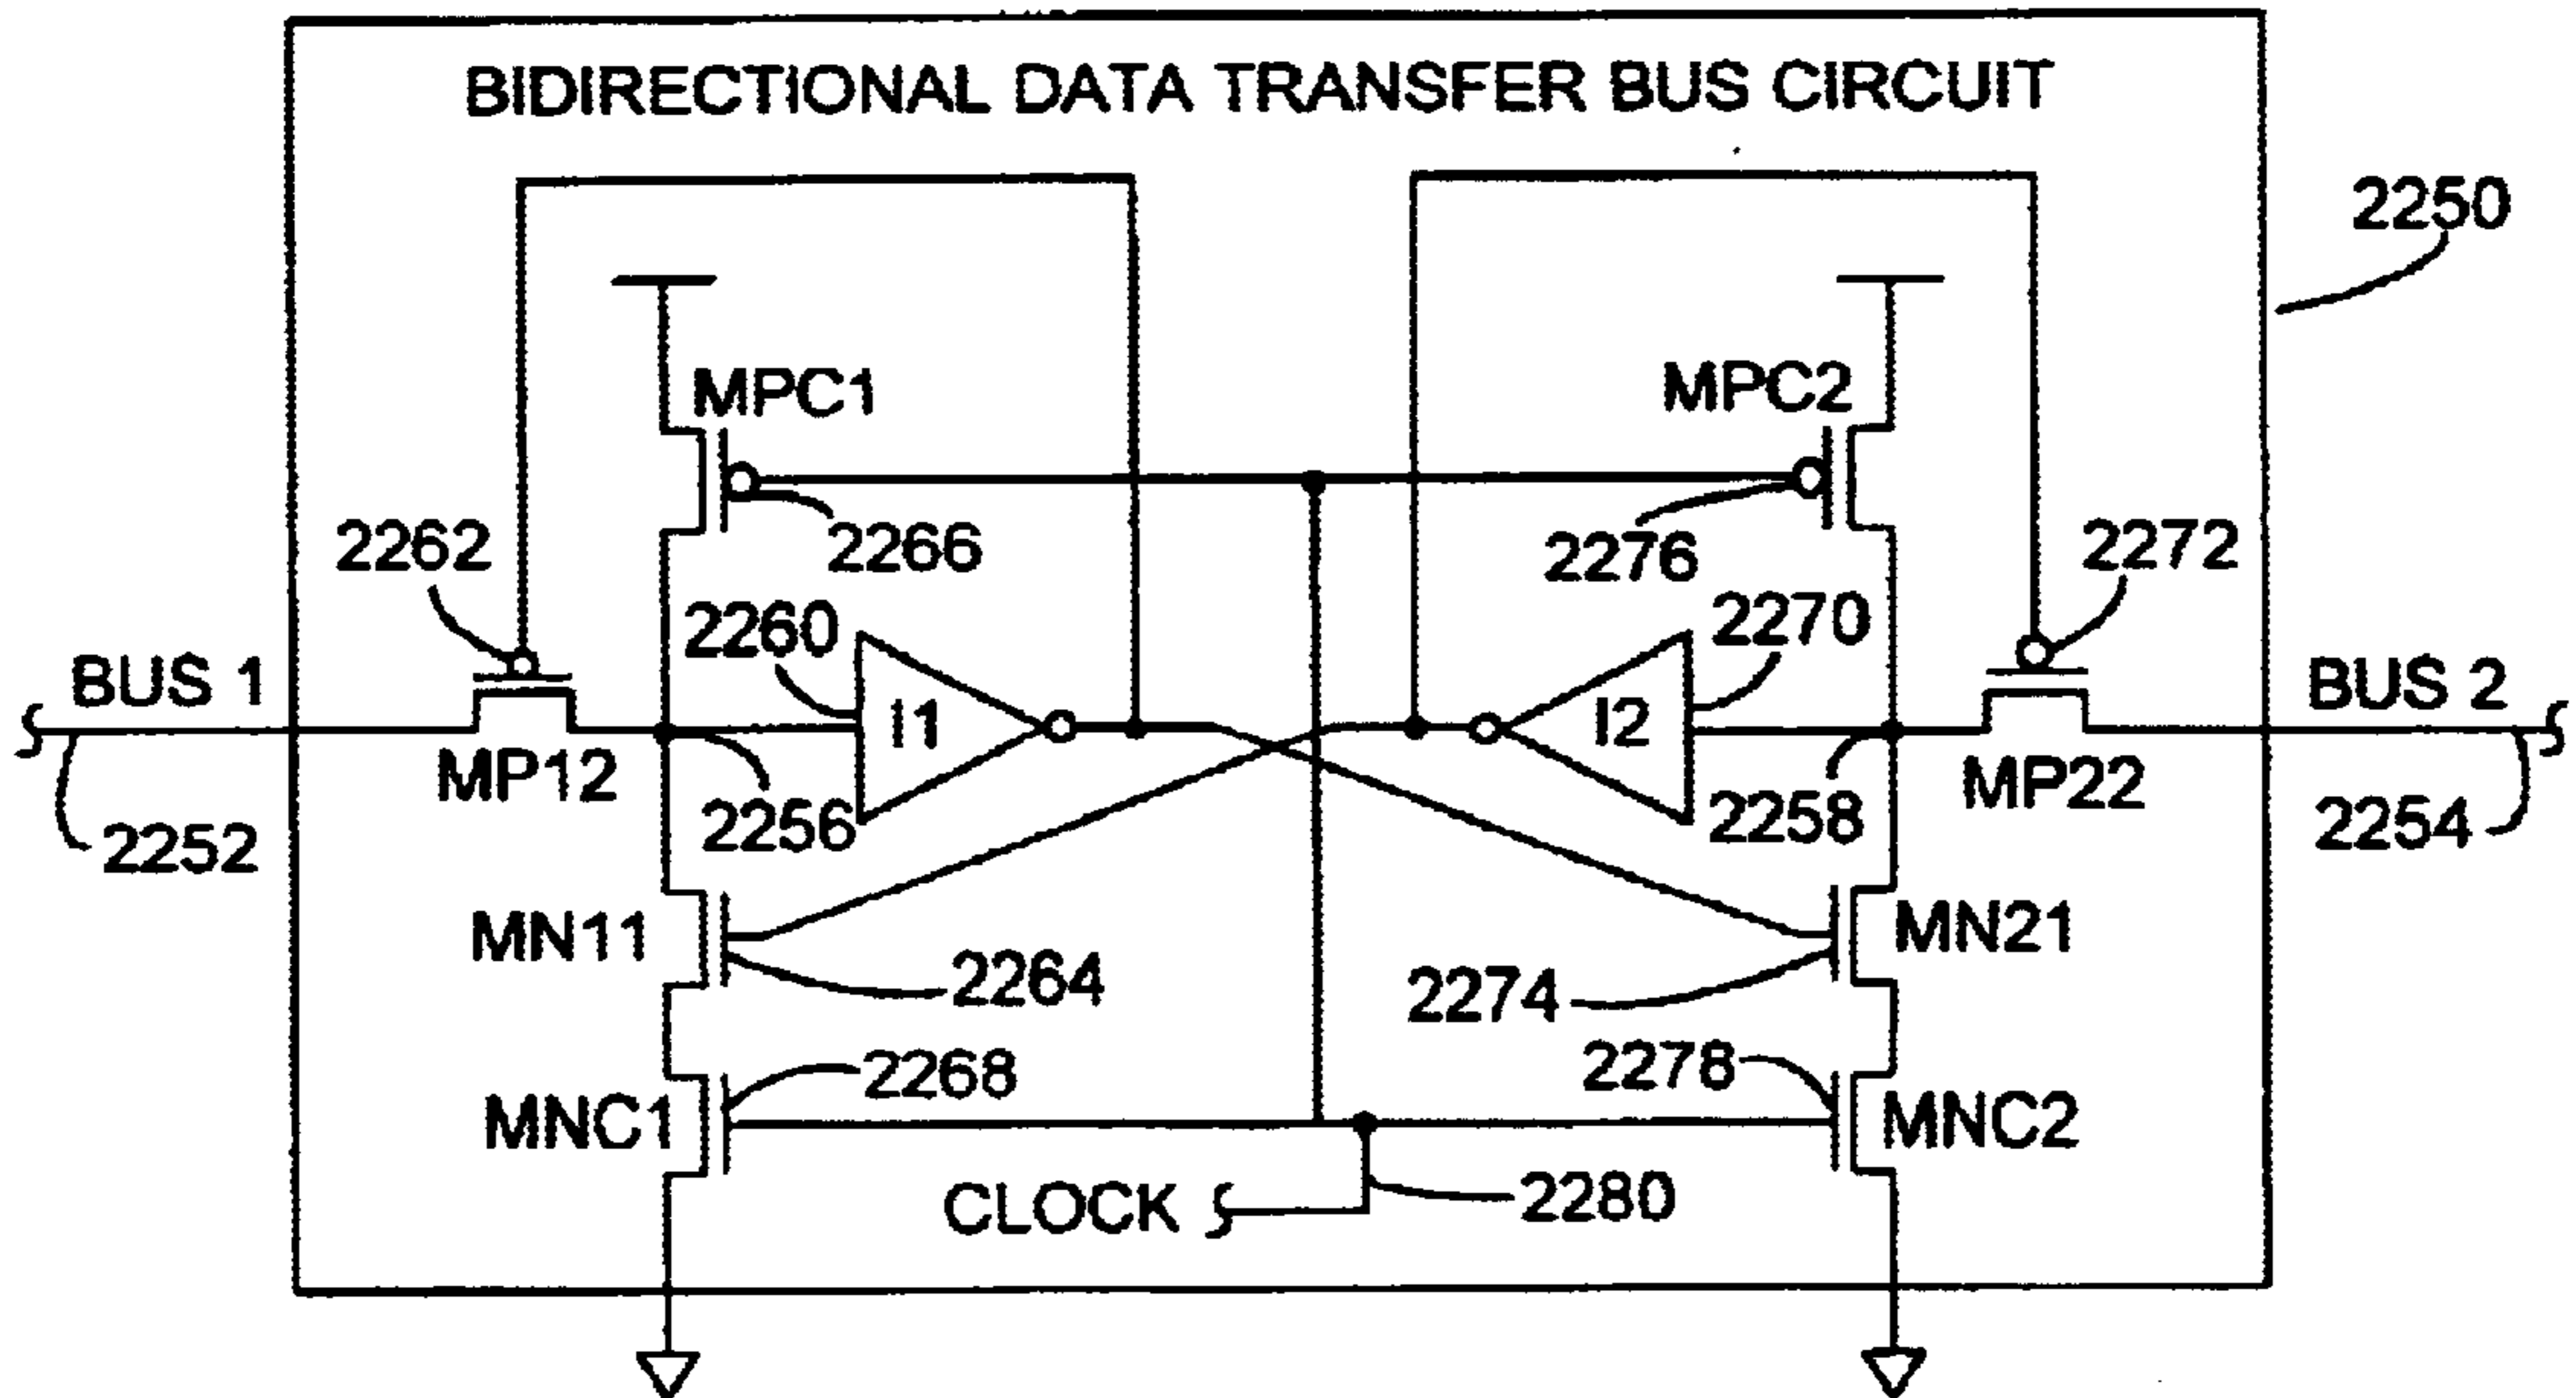 BIDIRECTIONAL DATA TRANSFER BUS CIRCUIT
2250
MPC1
MPC2
2262
2266
2276
2272
2260
2270
BUS 1
I1
I2
BUS 2
MP12
2256
2258
MP22
2252
2254
MN11
2264
2274
MN21
2268
2278
MNC1
MNC2
CLOCK
2280